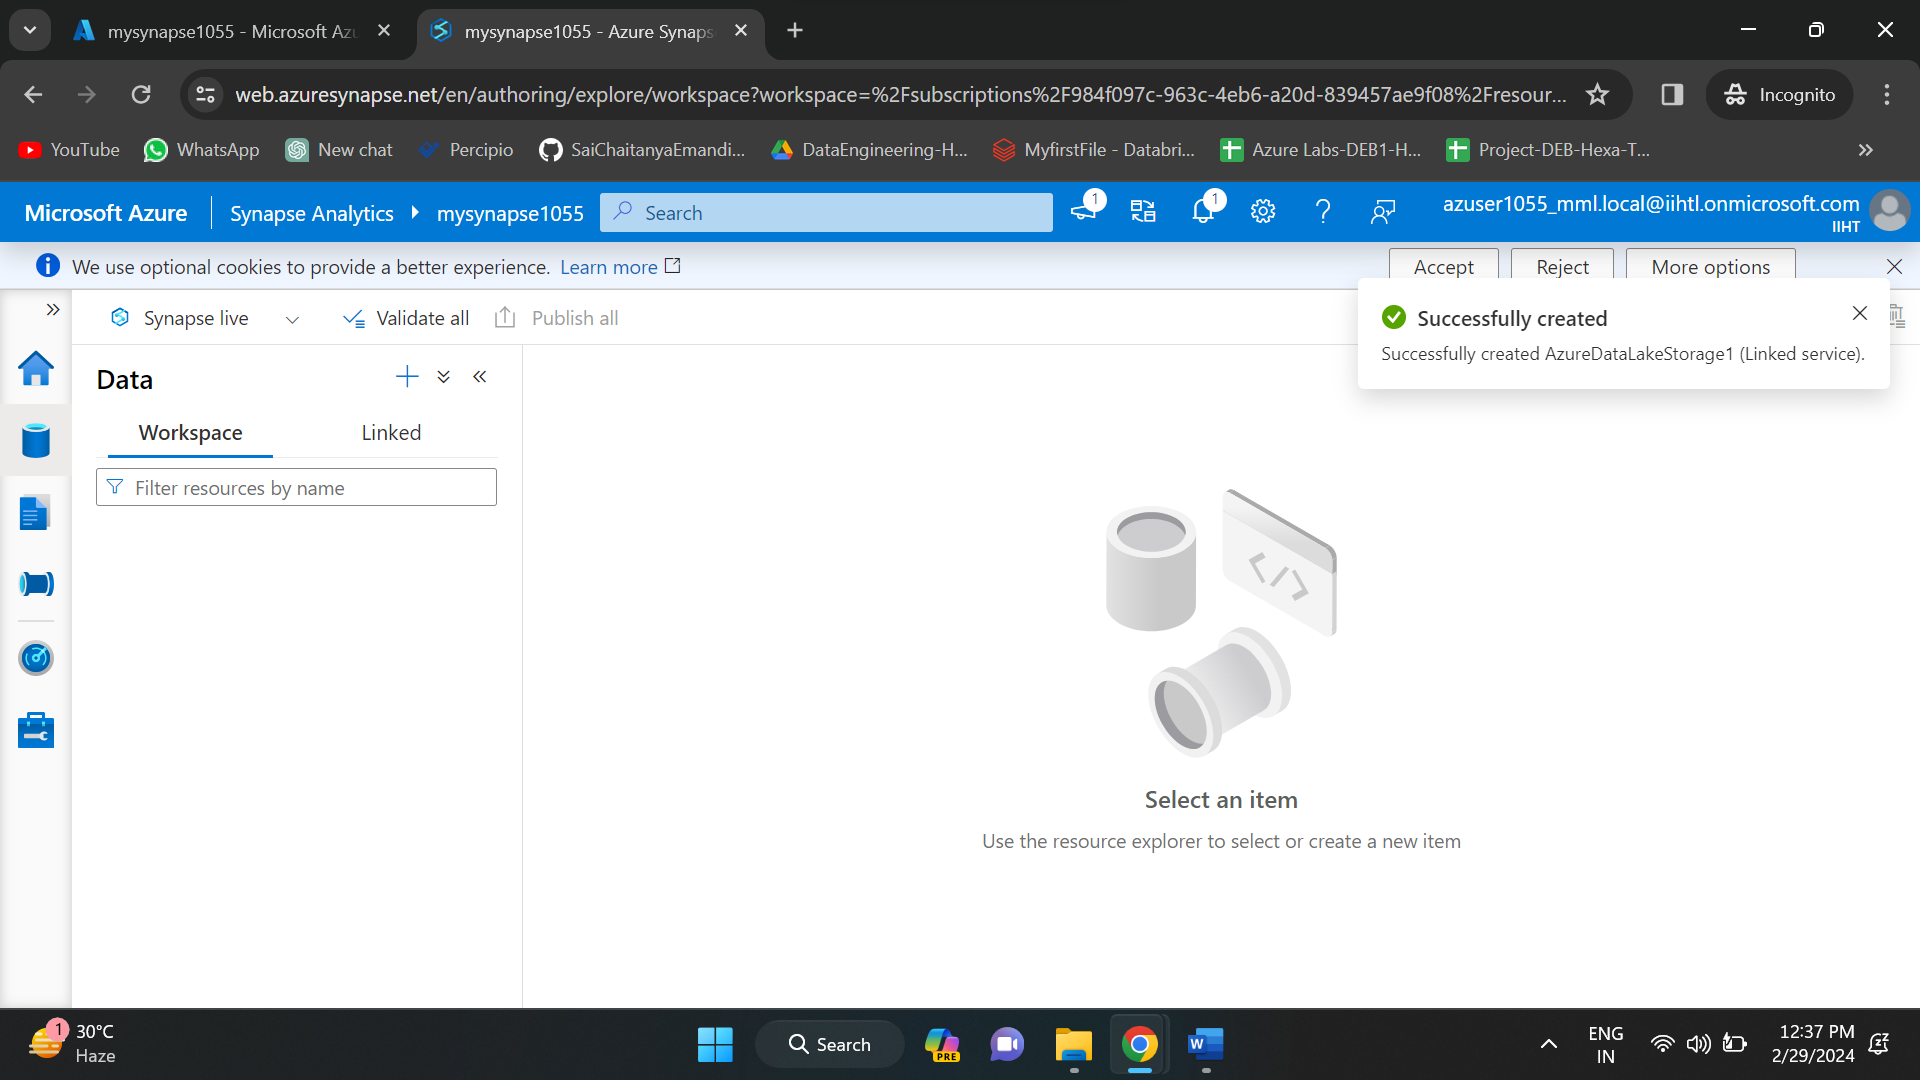 mysynapse1055 - Microsoft Azu
mysynapse1055 - Azure Synaps
web.azuresynapse.net/en/authoring/explore/workspace?workspace=%2Fsubscriptions%2F984f097c-963c-4eb6-a20d-839457ae9f08%2Fresour...
Incognito
YouTube
WhatsApp
New chat
Percipio
SaiChaitanyaEmandi...
DataEngineering-H...
MyfirstFile - Databri...
Azure Labs-DEB1-H...
Project-DEB-Hexa-T...
Microsoft Azure
Synapse Analytics
mysynapse1055
Search
1
1
azuser1055_mml.local@iihtl.onmicrosoft.com
IIHT
We use optional cookies to provide a better experience. Learn more
Accept
Reject
More options
Synapse live
Validate all
Publish all
Successfully created
Successfully created AzureDataLakeStorage1 (Linked service).
Data
Workspace
Linked
Filter resources by name
Select an item
Use the resource explorer to select or create a new item
1
30°C
Haze
Search
PRE
W
ENG
IN
12:37 PM
2/29/2024